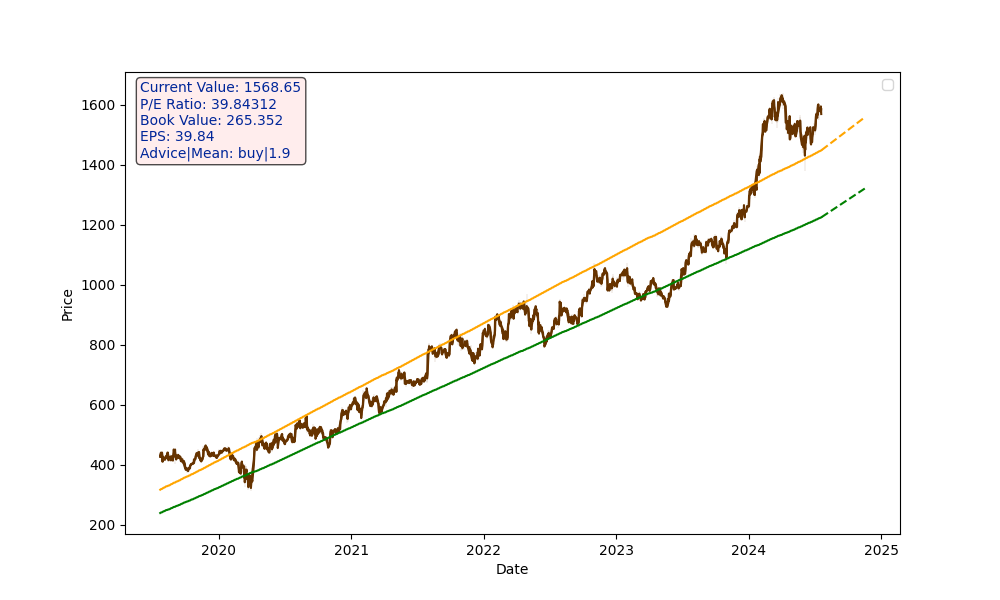 Current Value: 1568.65
P/E Ratio: 39.84312
Book Value: 265.352
EPS: 39.84
Advice|Mean: buy|1.9
1600
1400
1200
1000
800
600
400
200
Price
2020 2021 2022 2023 2024 2025
Date